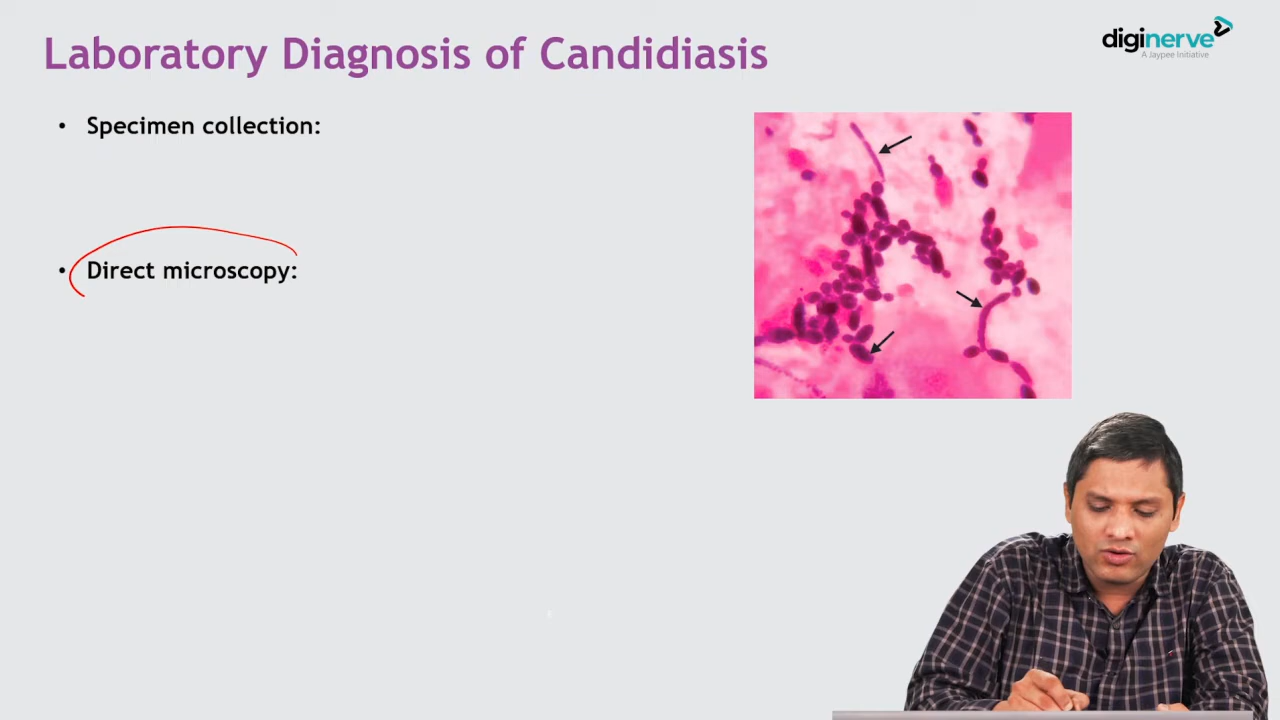 Laboratory Diagnosis of Candidiasis
diginerve
A Jaypee Initiative
• Specimen collection:
• Direct microscopy: